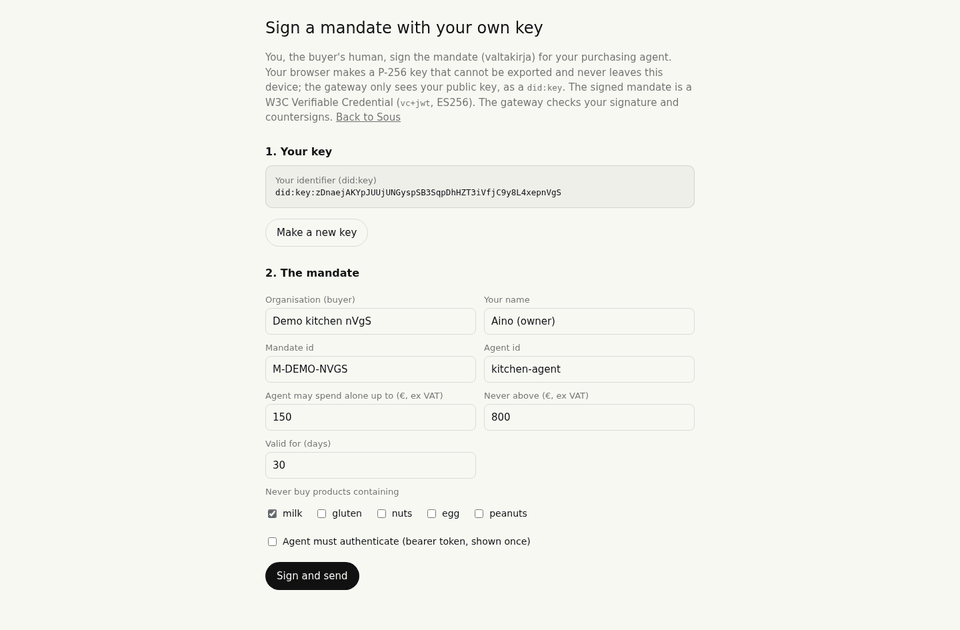 Sign a mandate with your own key
You, the buyer's human, sign the mandate (valtakirja) for your purchasing agent.
Your browser makes a P-256 key that cannot be exported and never leaves this
device; the gateway only sees your public key, as a did:key. The signed mandate is a
W3C Verifiable Credential (vc+jwt, ES256). The gateway checks your signature and
countersigns. Back to Sous
1. Your key
Your identifier (did:key)
did:key:zDnaejAKYpJUUjUNGyspSB3SqpDhHZT3iVfjC9y8L4xepnVgS
Make a new key
2. The mandate
Organisation (buyer)
Your name
Demo kitchen nVgS
Aino (owner)
Mandate id
Agent id
M-DEMO-NVGS
kitchen-agent
Agent may spend alone up to (€, ex VAT)
Never above (€, ex VAT)
150
800
Valid for (days)
30
Never buy products containing
milk gluten nuts egg peanuts
Agent must authenticate (bearer token, shown once)
Sign and send